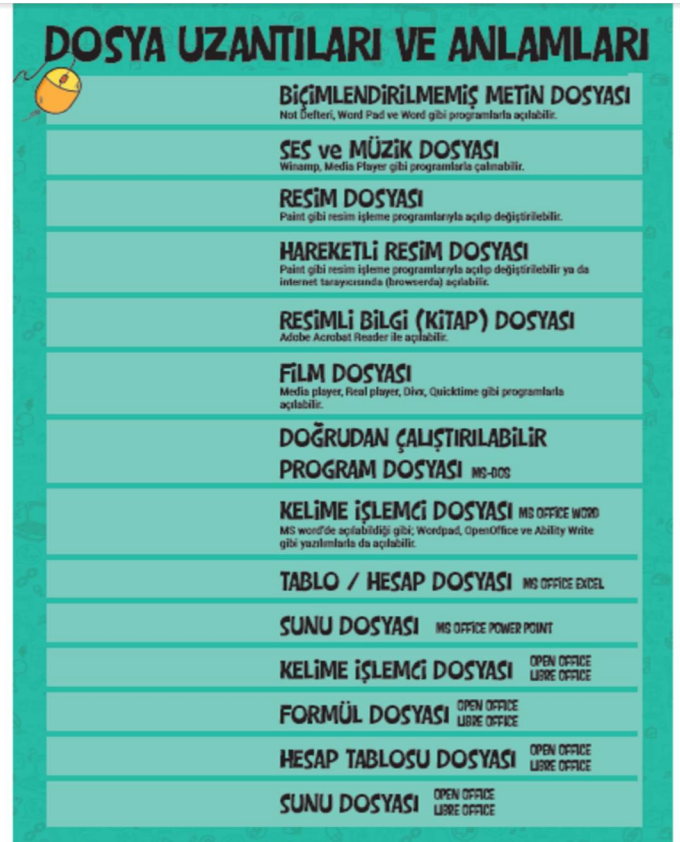 DOSYA UZANTILARI VE ANLAMLARI
BİÇİMLENDİRİLMEMİŞ METİN DOSYASI
Not Defteri, Word Pad ve Word gibi programlarla açılabilir.
SES ve MÜZİK DOSYASI
Winamp, Media Player gibi programlarla çalınabilir.
RESİM DOSYASI
Paint gibi resim işleme programlarıyla açılıp değiştirilebilir.
HAREKETLİ RESİM DOSYASI
Paint gibi resim işleme programlarıyla açılıp değiştirilebilir ya da
internet tarayıcısında (browserda) açılabilir.
RESİMLİ BİLGİ (KİTAP) DOSYASI
Adobe Acrobat Reader ile açılabilir.
FİLM DOSYASI
Media player, Real player, Divx, Quicktime gibi programlarla
açılabilir.
DOĞRUDAN ÇALIŞTIRILABİLİR
PROGRAM DOSYASI MS-DOS
KELİME İŞLEMCİ DOSYASI MS OFFICE WORD
MS word'de açılabildiği gibi; Wordpad, OpenOffice ve Ability Write
gibi yazılımlarla da açılabilir.
TABLO / HESAP DOSYASI MS OFFICE EXCEL
SUNU DOSYASI MS OFFICE POWER POINT
KELİME İŞLEMCİ DOSYASI OPEN OFFICE
LIBRE OFFICE
FORMÜL DOSYASI OPEN OFFICE
LIBRE OFFICE
HESAP TABLOSU DOSYASI OPEN OFFICE
LIBRE OFFICE
SUNU DOSYASI OPEN OFFICE
LIBRE OFFICE